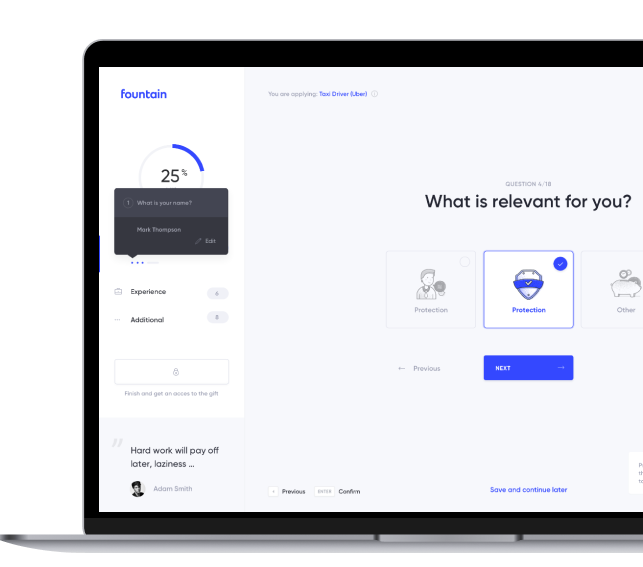 fountain
You are applying: Taxi Driver (Uber)
25 %
1 What is your name?
Mark Thompson
Edit
Experience 6
Additional 8
Finish and get an acces to the gift
Hard work will pay off
later, laziness ...
Adam Smith
QUESTION 4/18
What is relevant for you?
Protection
Protection
Other
← Previous
NEXT →
Previous
ENTER Confirm
Save and continue later